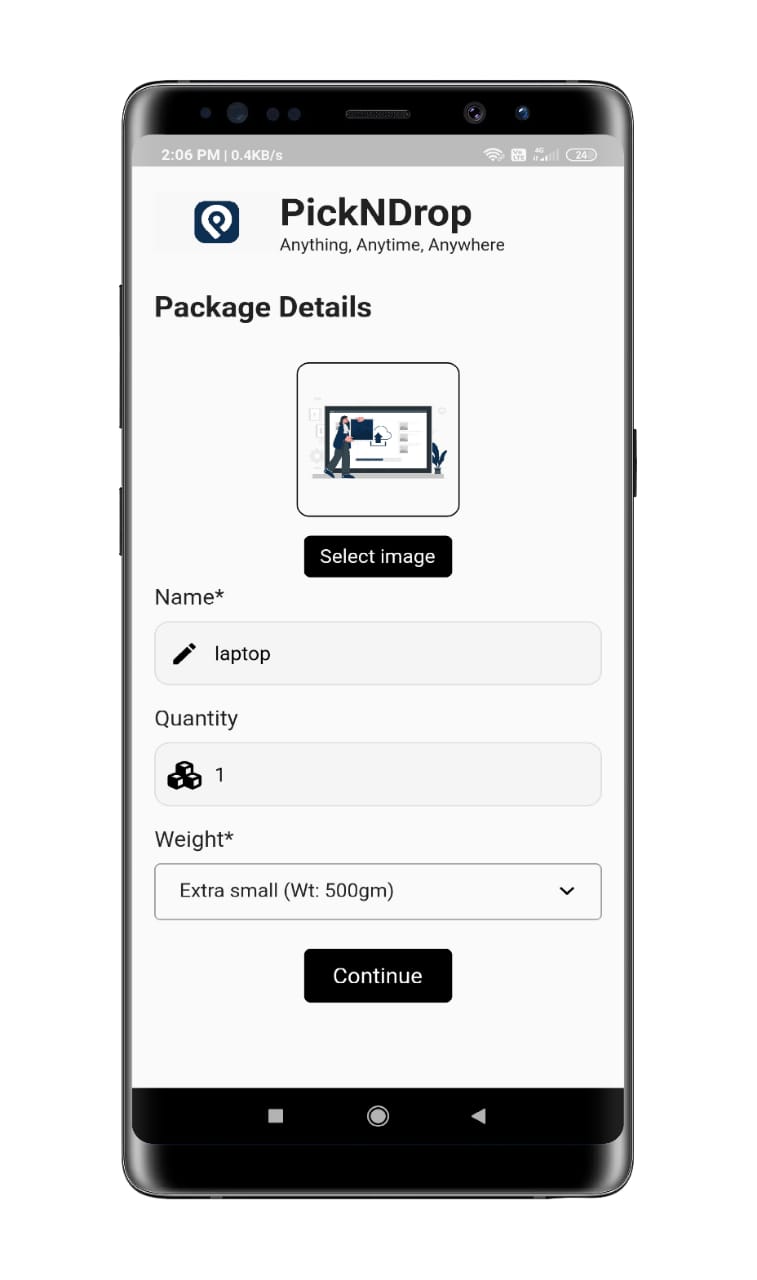 2:06 PM | 0.4KB/s
4G
24
PickNDrop
Anything, Anytime, Anywhere
Package Details
Select image
Name*
laptop
Quantity
1
Weight*
Extra small (Wt: 500gm)
Continue